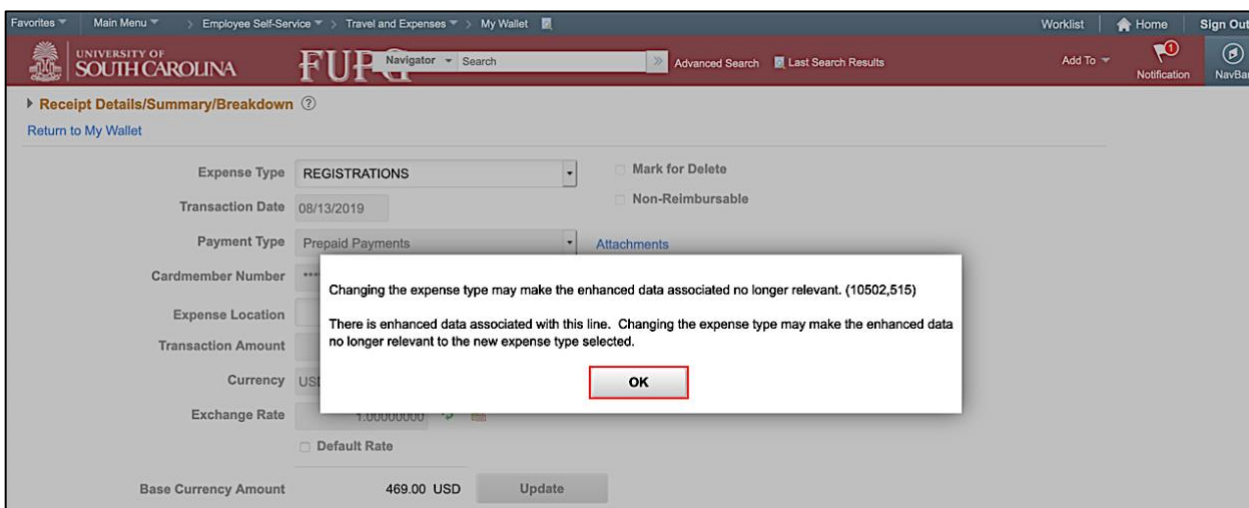 Favorites Main Menu > Employee Self-Service > Travel and Expenses > My Wallet Worklist Home Sign Out
UNIVERSITY OF
SOUTH CAROLINA
Navigator Search >> Advanced Search Last Search Results Add To 1 Notification NavBar
Receipt Details/Summary/Breakdown ?
Return to My Wallet
Expense Type REGISTRATIONS Mark for Delete
Transaction Date 08/13/2019 Non-Reimbursable
Payment Type Prepaid Payments Attachments
Cardmember Number
Expense Location
Transaction Amount
Currency
Exchange Rate 1.00000000
Default Rate
Base Currency Amount 469.00 USD Update
Changing the expense type may make the enhanced data associated no longer relevant. (10502,515)
There is enhanced data associated with this line. Changing the expense type may make the enhanced data
no longer relevant to the new expense type selected.
OK